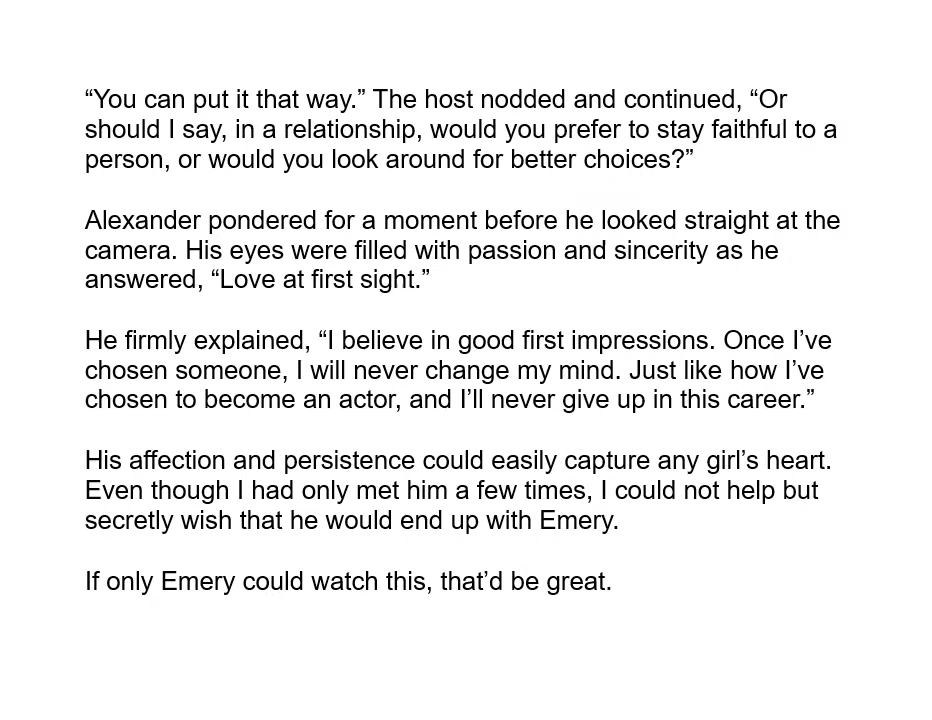 “You can put it that way.” The host nodded and continued, “Or
should I say, in a relationship, would you prefer to stay faithful to a
person, or would you look around for better choices?”
Alexander pondered for a moment before he looked straight at the
camera. His eyes were filled with passion and sincerity as he
answered, “Love at first sight.”
He firmly explained, “I believe in good first impressions. Once I’ve
chosen someone, I will never change my mind. Just like how I’ve
chosen to become an actor, and I’ll never give up in this career.”
His affection and persistence could easily capture any girl’s heart.
Even though I had only met him a few times, I could not help but
secretly wish that he would end up with Emery.
If only Emery could watch this, that’d be great.